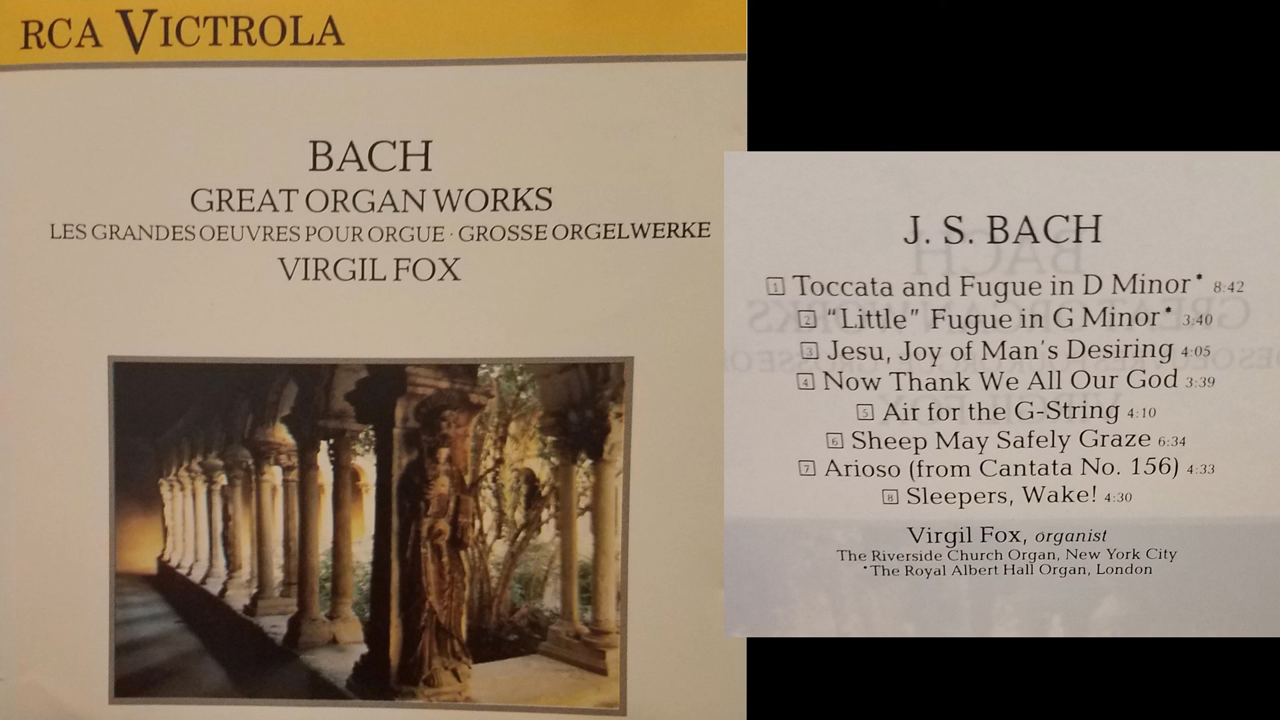 RCA VICTROLA
BACH
GREAT ORGAN WORKS
LES GRANDES OEUVRES POUR ORGUE · GROSSE ORGELWERKE
VIRGIL FOX
J. S. BACH
1 Toccata and Fugue in D Minor* 8:42
2 “Little” Fugue in G Minor* 3:40
3 Jesu, Joy of Man’s Desiring 4:05
4 Now Thank We All Our God 3:39
5 Air for the G-String 4:10
6 Sheep May Safely Graze 6:34
7 Arioso (from Cantata No. 156) 4:33
8 Sleepers, Wake! 4:30
Virgil Fox, organist
The Riverside Church Organ, New York City
*The Royal Albert Hall Organ, London